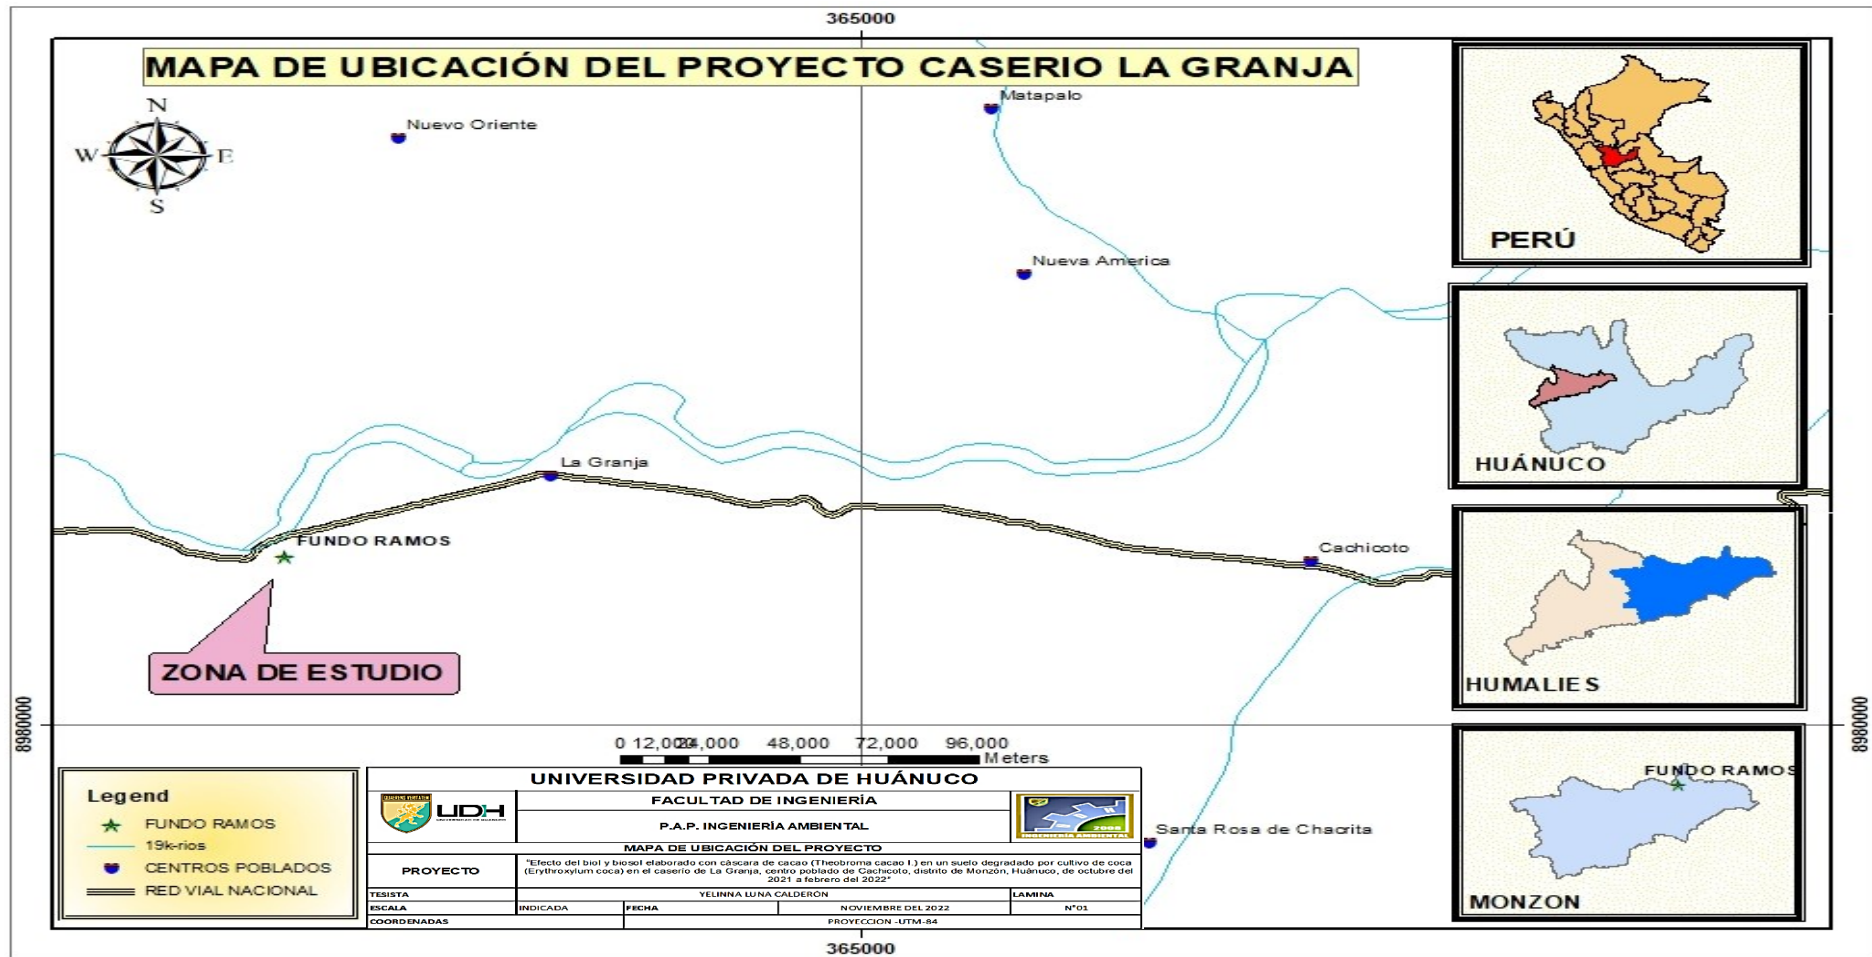 365000
MAPA DE UBICACIÓN DEL PROYECTO CASERIO LA GRANJA
N
W E
S
Nuevo Oriente
Matapalo
Nueva America
La Granja
FUNDO RAMOS
Cachicoto
ZONA DE ESTUDIO
Santa Rosa de Chacrita
PERÚ
HUÁNUCO
HUMALIES
FUNDO RAMOS
MONZON
8980000
8980000
0 12,000 24,000 48,000 72,000 96,000
Meters
Legend
FUNDO RAMOS
19k-rios
CENTROS POBLADOS
RED VIAL NACIONAL
UNIVERSIDAD PRIVADA DE HUÁNUCO
UDH
FACULTAD DE INGENIERÍA
P.A.P. INGENIERÍA AMBIENTAL
2006
INGENIERÍA AMBIENTAL
MAPA DE UBICACIÓN DEL PROYECTO
PROYECTO
"Efecto del biol y biosol elaborado con cáscara de cacao (Theobroma cacao l.) en un suelo degradado por cultivo de coca
(Erythroxylum coca) en el caserío de La Granja, centro poblado de Cachicoto, distrito de Monzón, Huánuco, de octubre del
2021 a febrero del 2022"
TESISTA YELINNA LUNA CALDERÓN LAMINA
ESCALA INDICADA FECHA NOVIEMBRE DEL 2022 N°01
COORDENADAS PROYECCION -UTM-84
365000